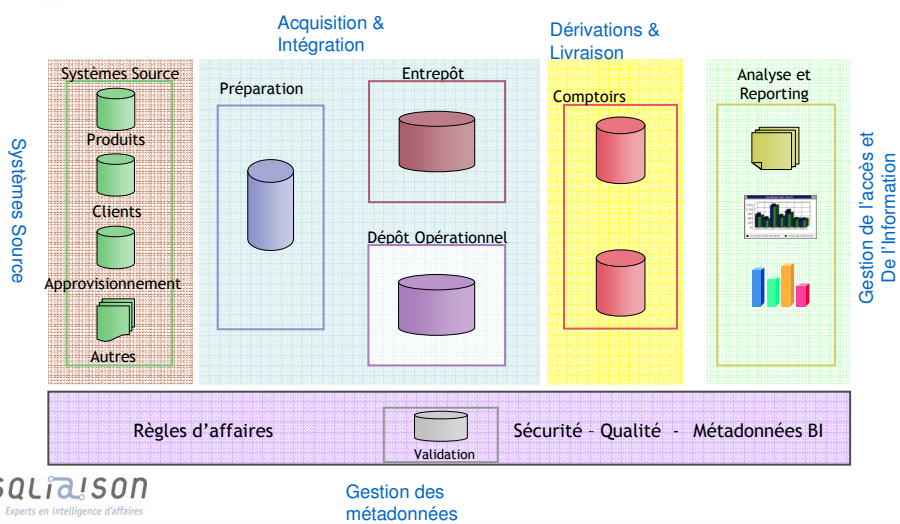 Acquisition &
Intégration
Dérivations &
Livraison
Systèmes Source
Systèmes Source
Produits
Clients
Approvisionnement
Autres
Préparation
Entrepôt
Dépôt Opérationnel
Comptoirs
Analyse et
Reporting
Gestion de l'accès et
De l'Information
Règles d'affaires
Validation
Sécurité - Qualité - Métadonnées BI
Gestion des
métadonnées
sqliaison
Experts en intelligence d'affaires